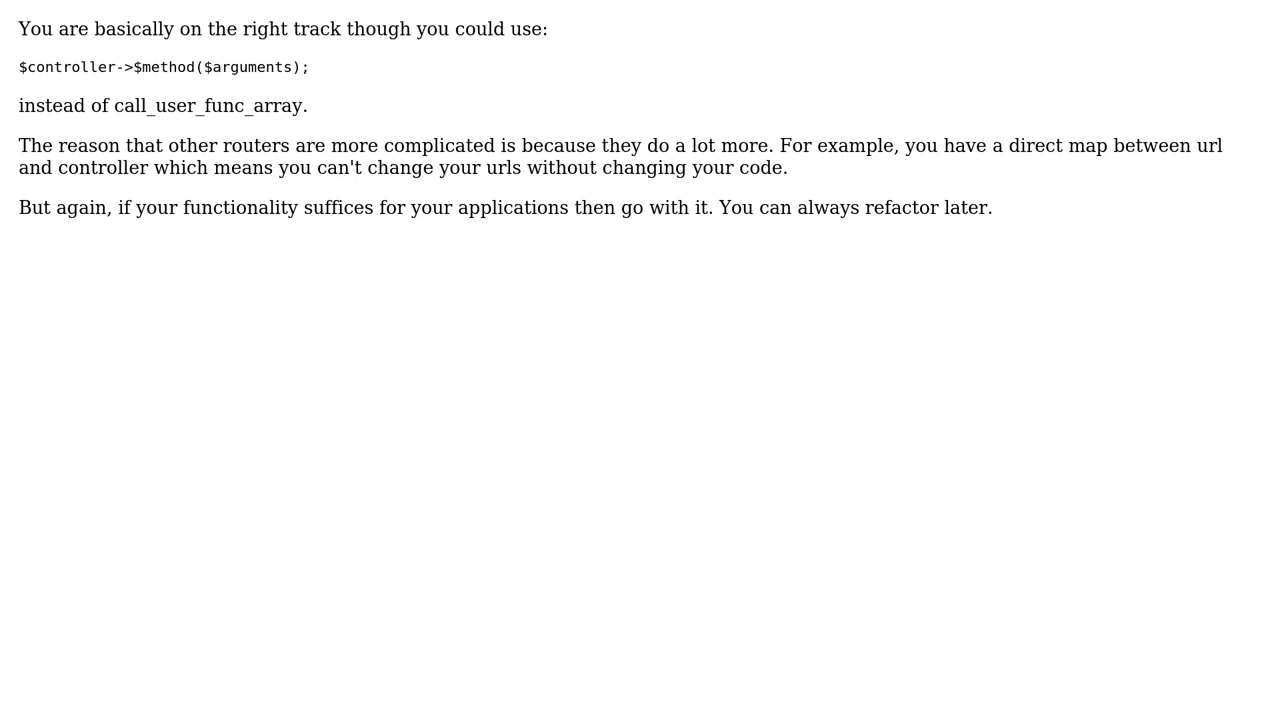 You are basically on the right track though you could use:
$controller->$method($arguments);
instead of call_user_func_array.
The reason that other routers are more complicated is because they do a lot more. For example, you have a direct map between url
and controller which means you can't change your urls without changing your code.
But again, if your functionality suffices for your applications then go with it. You can always refactor later.